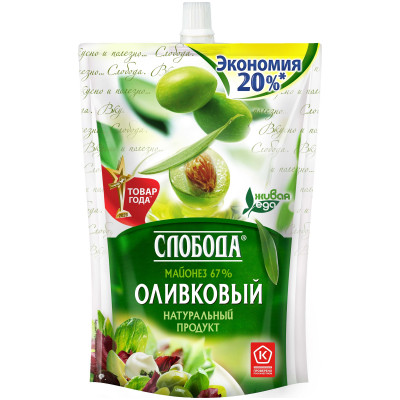 Экономия
20%*
ТОВАР
ГОДА
живая
еда
СЛОБОДА®
МАЙОНЕЗ 67%
ОЛИВКОВЫЙ
НАТУРАЛЬНЫЙ
ПРОДУКТ
К